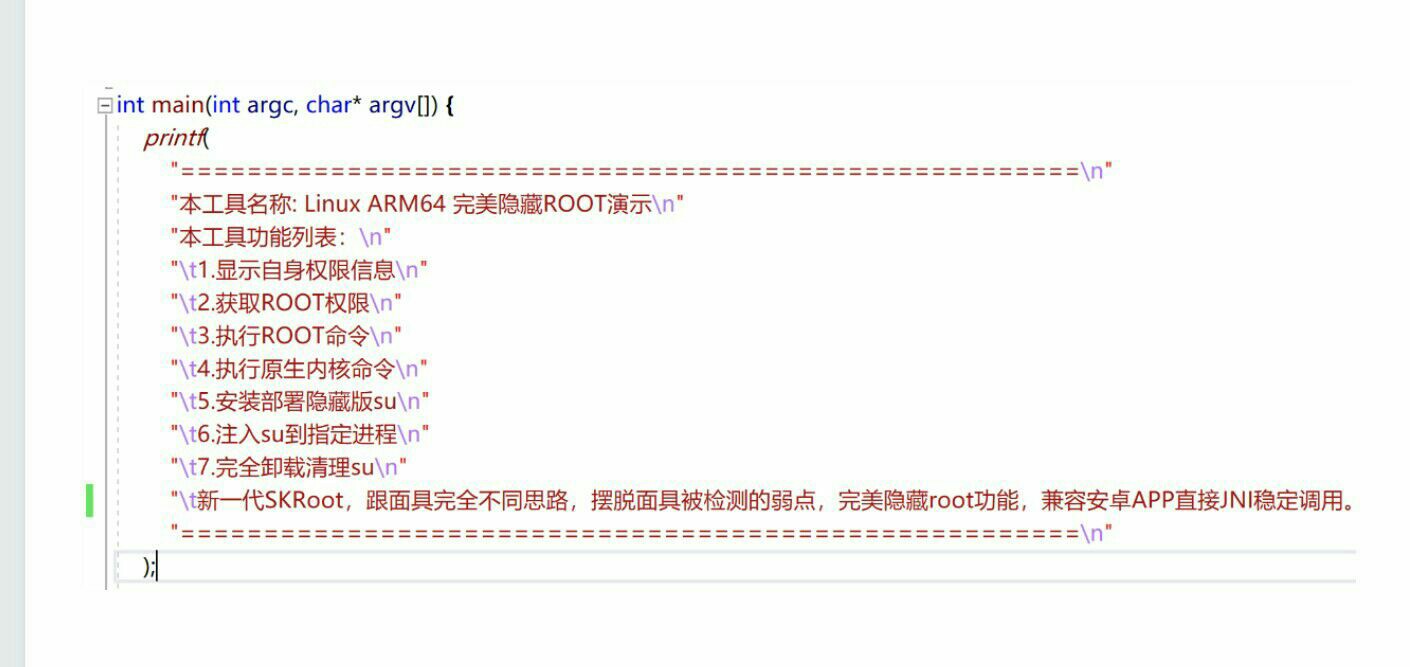 int main(int argc, char* argv[]) {
printf(
"======================================================\n"
"本工具名称: Linux ARM64 完美隐藏ROOT演示\n"
"本工具功能列表：\n"
"\t1.显示自身权限信息\n"
"\t2.获取ROOT权限\n"
"\t3.执行ROOT命令\n"
"\t4.执行原生内核命令\n"
"\t5.安装部署隐藏版su\n"
"\t6.注入su到指定进程\n"
"\t7.完全卸载清理su\n"
"\t新一代SKRoot，跟面具完全不同思路，摆脱面具被检测的弱点，完美隐藏root功能，兼容安卓APP直接JNI稳定调用。
"======================================================\n"
);